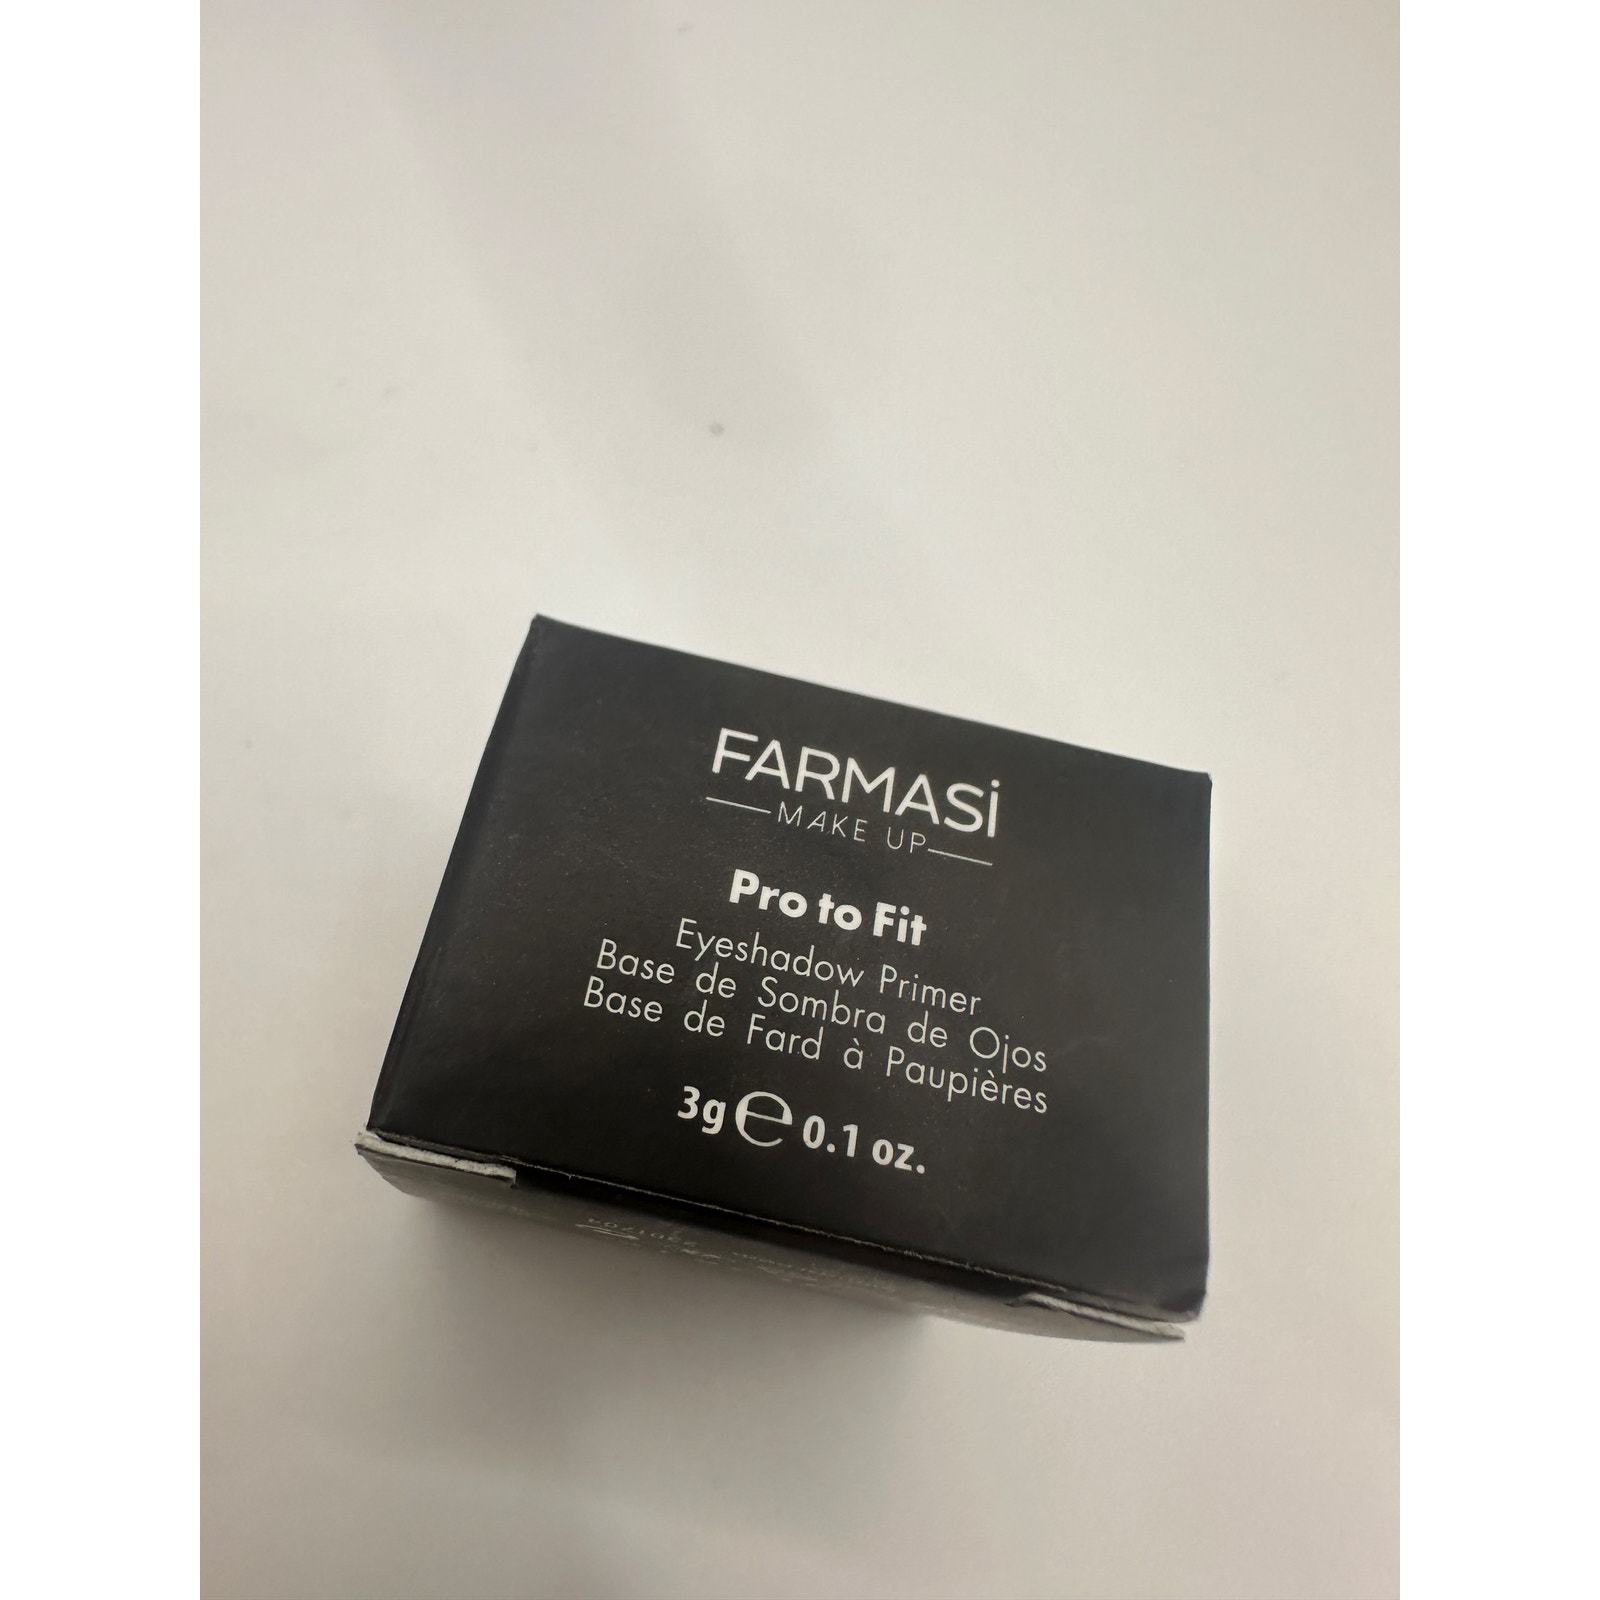 FARMASİ
MAKE UP
Pro to Fit
Eyeshadow Primer
Base de Sombra de Ojos
Base de Fard à Paupières
3g ℮ 0.1 oz.